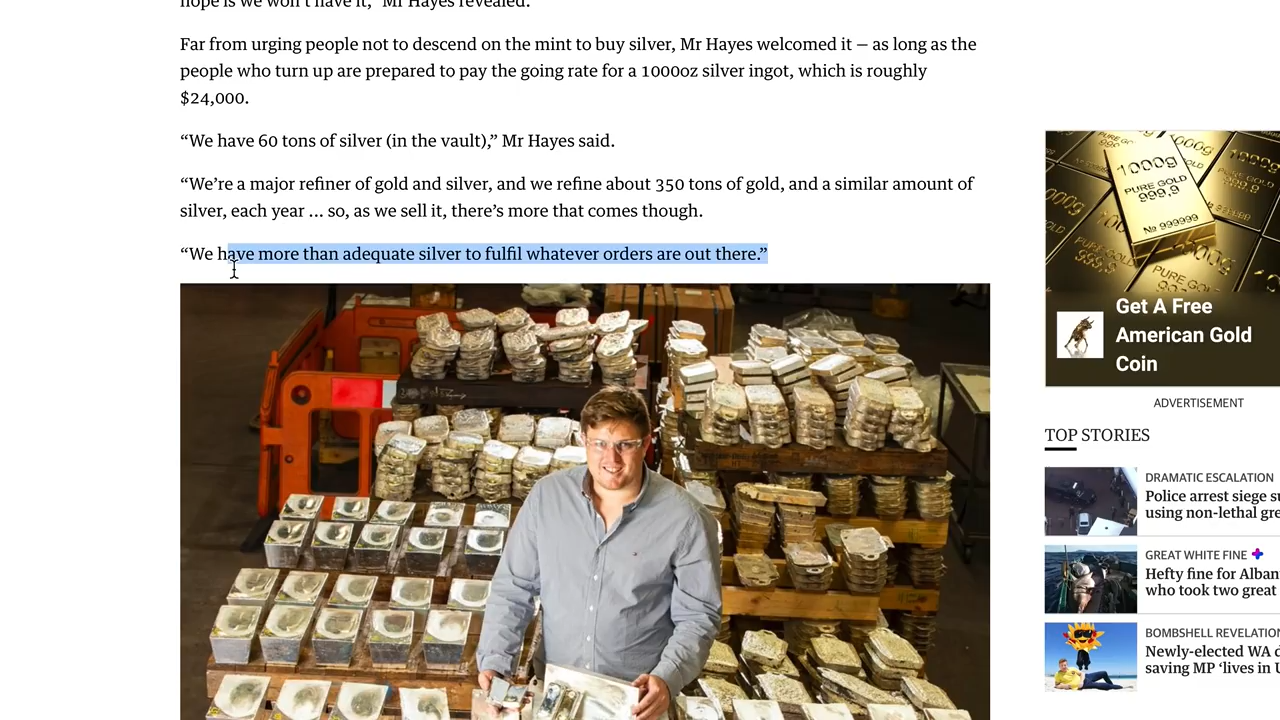 hope is we won't have it," Mr Hayes revealed.
Far from urging people not to descend on the mint to buy silver, Mr Hayes welcomed it — as long as the
people who turn up are prepared to pay the going rate for a 1000oz silver ingot, which is roughly
$24,000.
“We have 60 tons of silver (in the vault),” Mr Hayes said.
“We’re a major refiner of gold and silver, and we refine about 350 tons of gold, and a similar amount of
silver, each year ... so, as we sell it, there’s more that comes though.
“We have more than adequate silver to fulfil whatever orders are out there.”
1000g
PURE GOLD
999,9
№ 999999
Get A Free
American Gold
Coin
ADVERTISEMENT
TOP STORIES
DRAMATIC ESCALATION
Police arrest siege su
using non-lethal gre
GREAT WHITE FINE
Hefty fine for Alban
who took two great
BOMBSHELL REVELATION
Newly-elected WA d
saving MP ‘lives in U